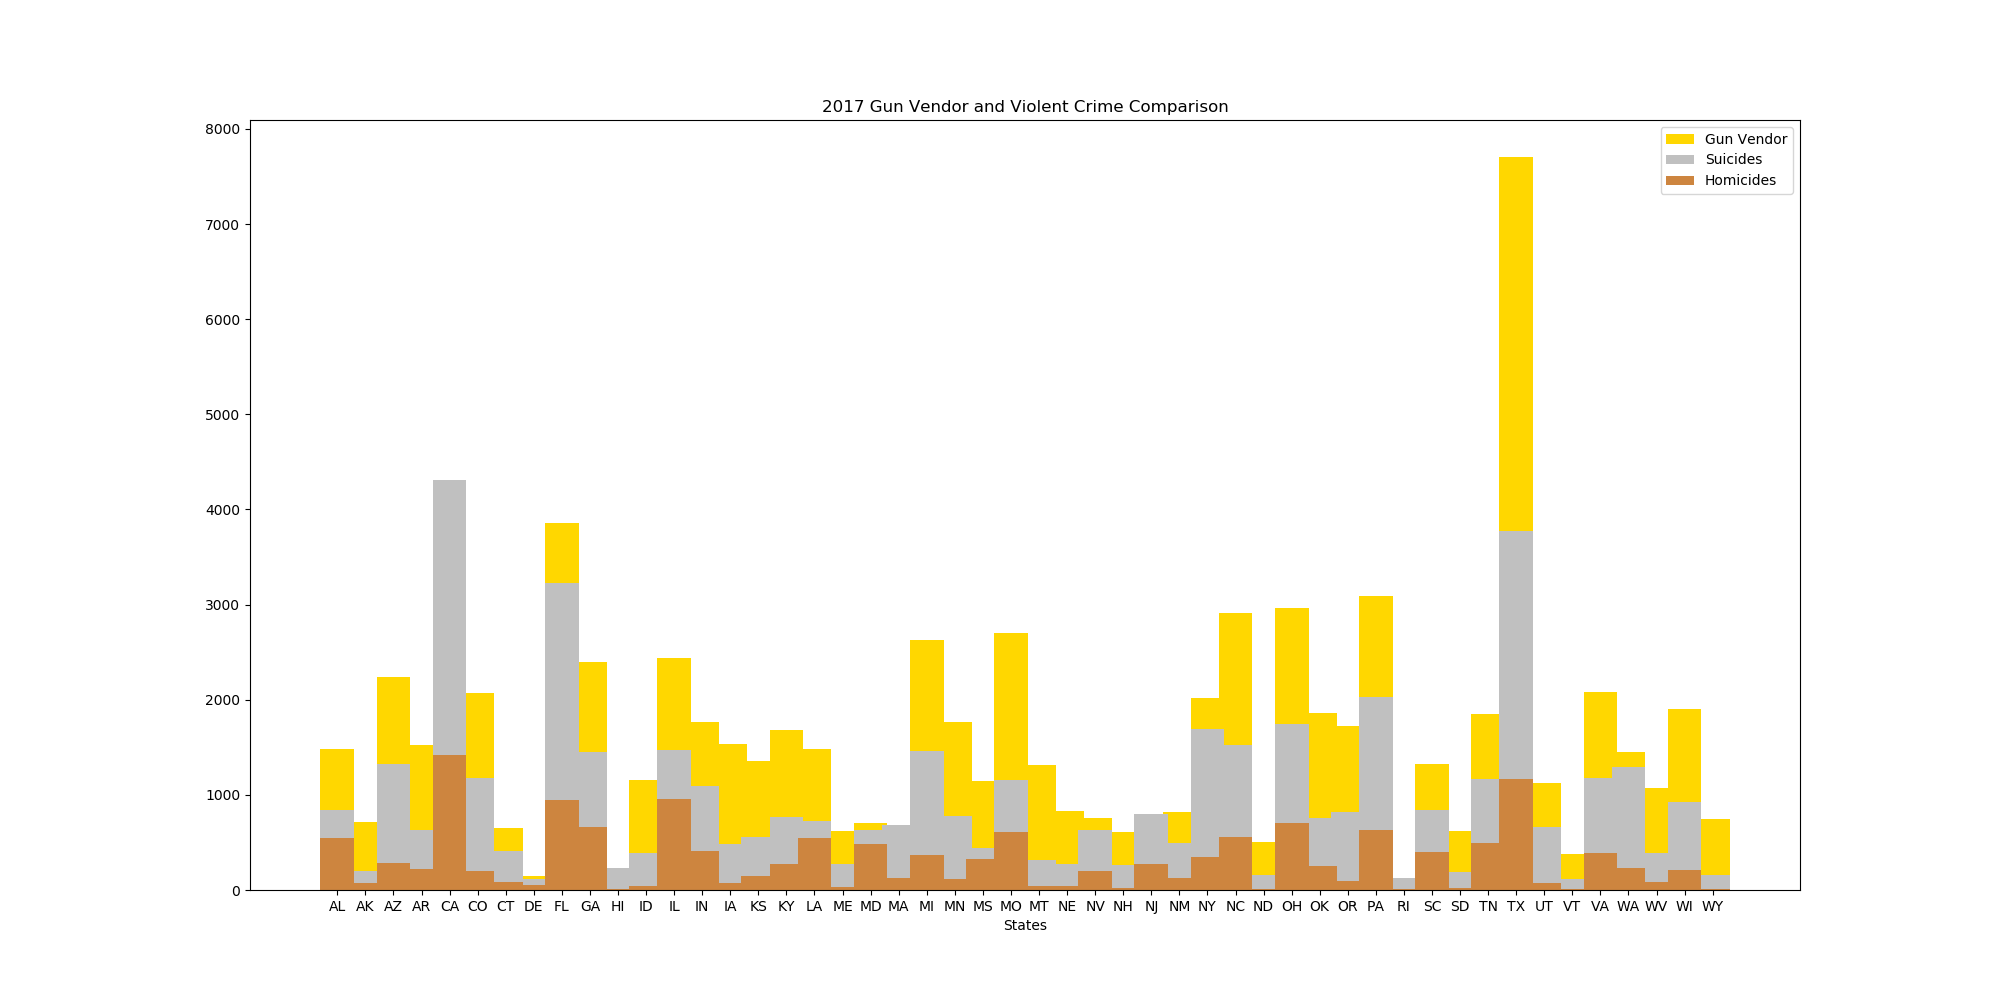 2017 Gun Vendor and Violent Crime Comparison
8000
7000
6000
5000
4000
3000
2000
1000
0
Gun Vendor
Suicides
Homicides
AL AK AZ AR CA CO CT DE FL GA HI ID IL IN IA KS KY LA ME MD MA MI MN MS MO MT NE NV NH NJ NM NY NC ND OH OK OR PA RI SC SD TN TX UT VT VA WA WV WI WY
States